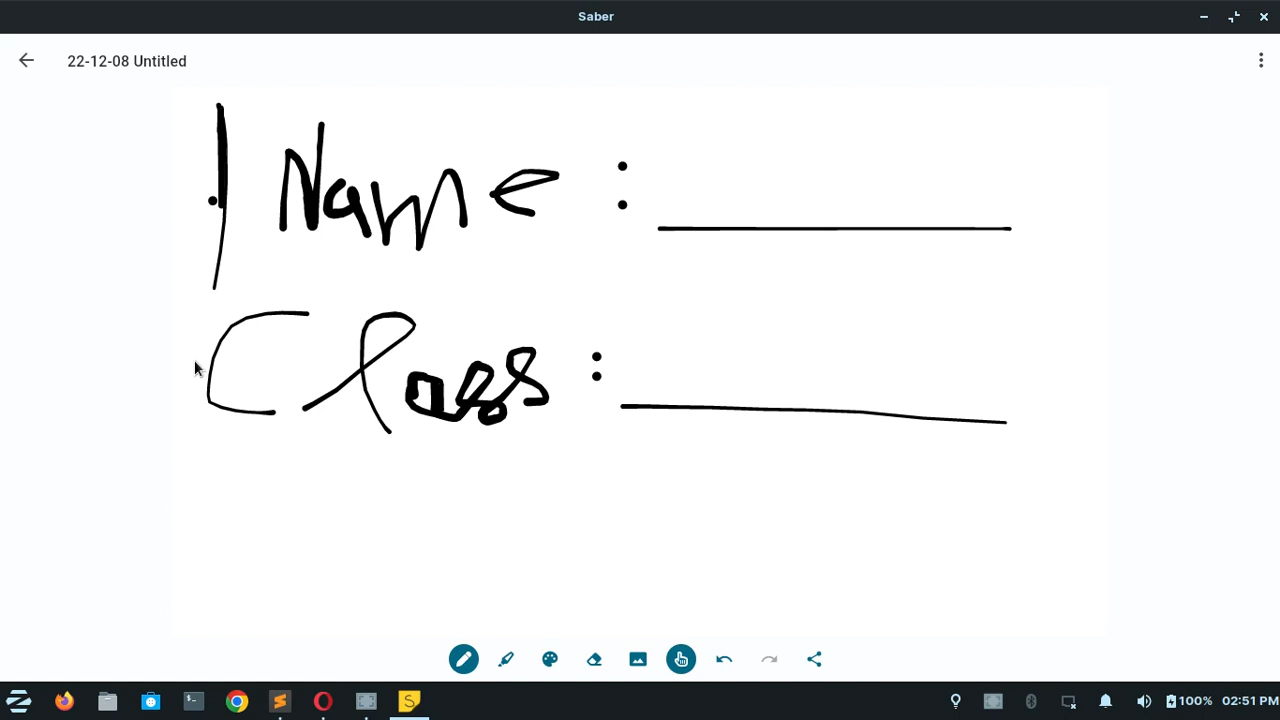 Saber
22-12-08 Untitled
Name :
Class :
100% 02:51 PM